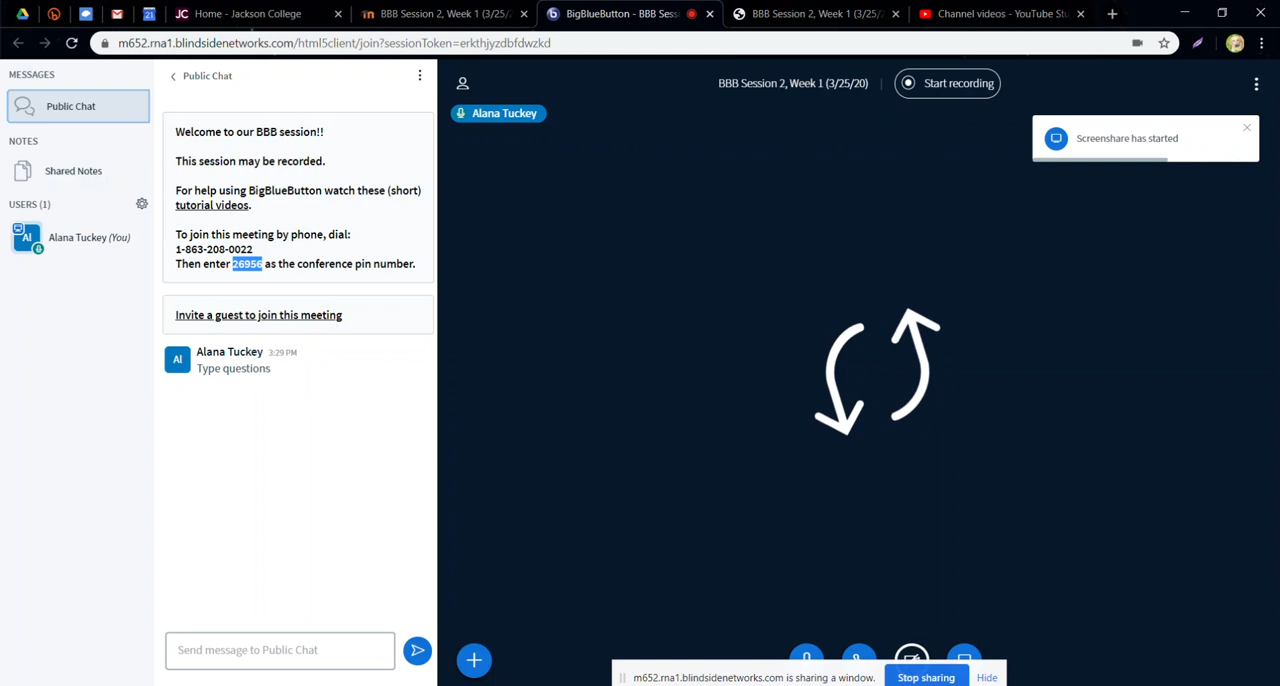 Home - Jackson College
BBB Session 2, Week 1 (3/25/2
BigBlueButton - BBB Sess
BBB Session 2, Week 1 (3/25/2
Channel videos - YouTube Stu
m652.rna1.blindsidenetworks.com/html5client/join?sessionToken=erkthjyzdbfdwzkd
MESSAGES
Public Chat
NOTES
Shared Notes
USERS (1)
Al
Alana Tuckey (You)
Public Chat
Welcome to our BBB session!!
This session may be recorded.
For help using BigBlueButton watch these (short)
tutorial videos.
To join this meeting by phone, dial:
1-863-208-0022
Then enter 26956 as the conference pin number.
Invite a guest to join this meeting
Al
Alana Tuckey 3:29 PM
Type questions
Send message to Public Chat
BBB Session 2, Week 1 (3/25/20)
Start recording
Alana Tuckey
Screenshare has started
m652.rna1.blindsidenetworks.com is sharing a window.
Stop sharing
Hide